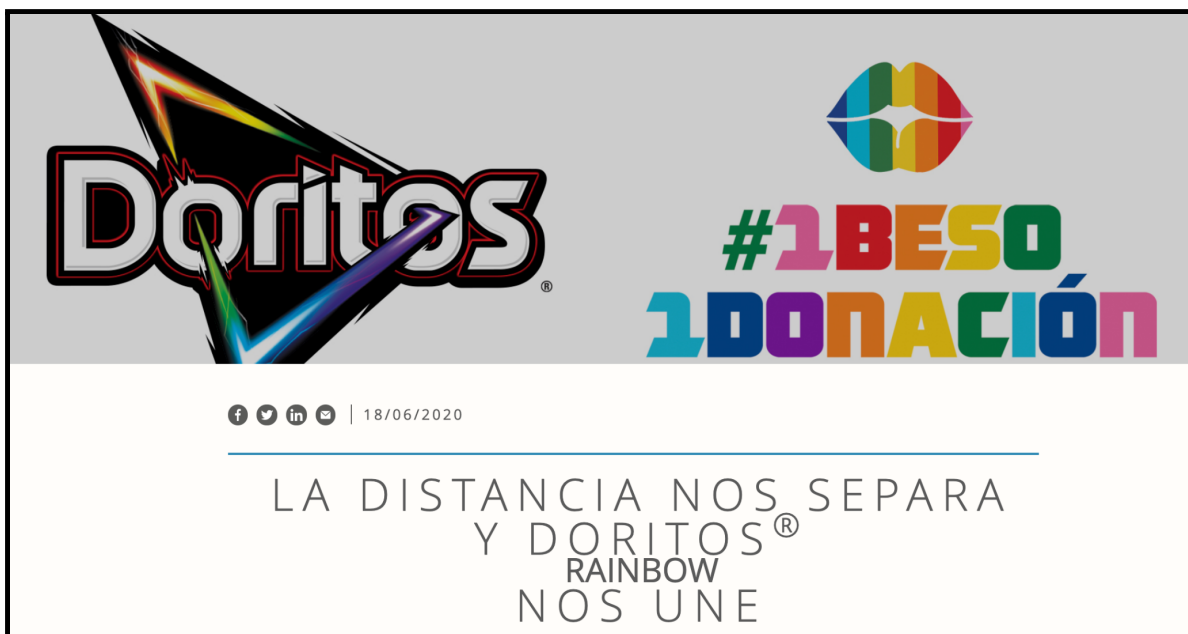 Doritos®
#1BESO
1DONACIÓN
18/06/2020
LA DISTANCIA NOS SEPARA
Y DORITOS®
RAINBOW
NOS UNE